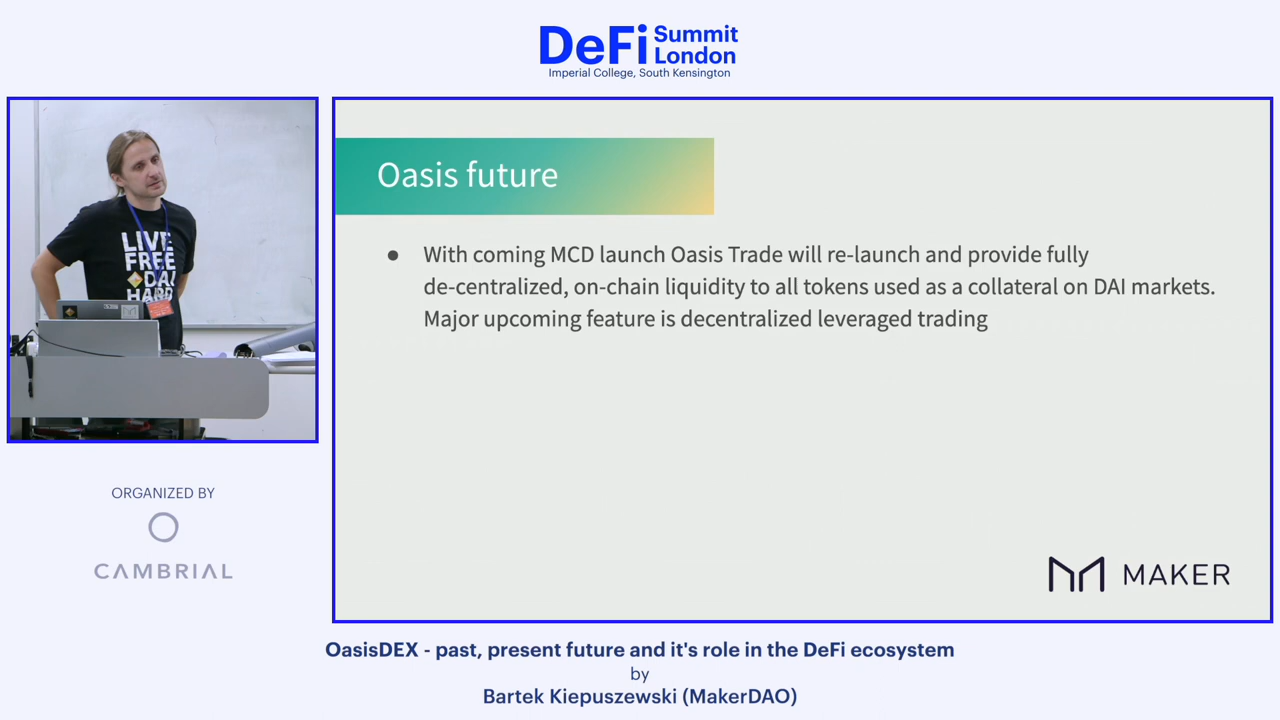 DeFi Summit
London
Imperial College, South Kensington
LIVE
FREE
DAI
HARD
Oasis future
● With coming MCD launch Oasis Trade will re-launch and provide fully
de-centralized, on-chain liquidity to all tokens used as a collateral on DAI markets.
Major upcoming feature is decentralized leveraged trading
MAKER
ORGANIZED BY
CAMBRIAL
OasisDEX - past, present future and it's role in the DeFi ecosystem
by
Bartek Kiepuszewski (MakerDAO)